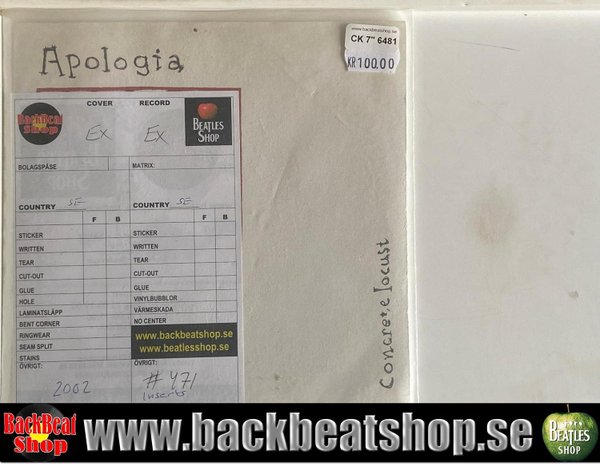 www.backbeatshop.se
CK 7" 6481
KR100.00
Apologia
BackBeat
Shop
COVER
RECORD
Ex
Ex
BEATLES
SHOP
BOLAGSPÅSE
MATRIX:
COUNTRY SE
COUNTRY SE
F B
F B
STICKER
STICKER
WRITTEN
WRITTEN
TEAR
TEAR
CUT-OUT
CUT-OUT
GLUE
GLUE
HOLE
VINYLBUBBLOR
LAMINATSLÄPP
VÄRMESKADA
BENT CORNER
NO CENTER
RINGWEAR
www.backbeatshop.se
SEAM SPLIT
www.beatlesshop.se
STAINS
ÖVRIGT:
ÖVRIGT:
2002
#471
Inserts
Concrete locust
BackBeat
Shop
www.backbeatshop.se
BEATLES
SHOP